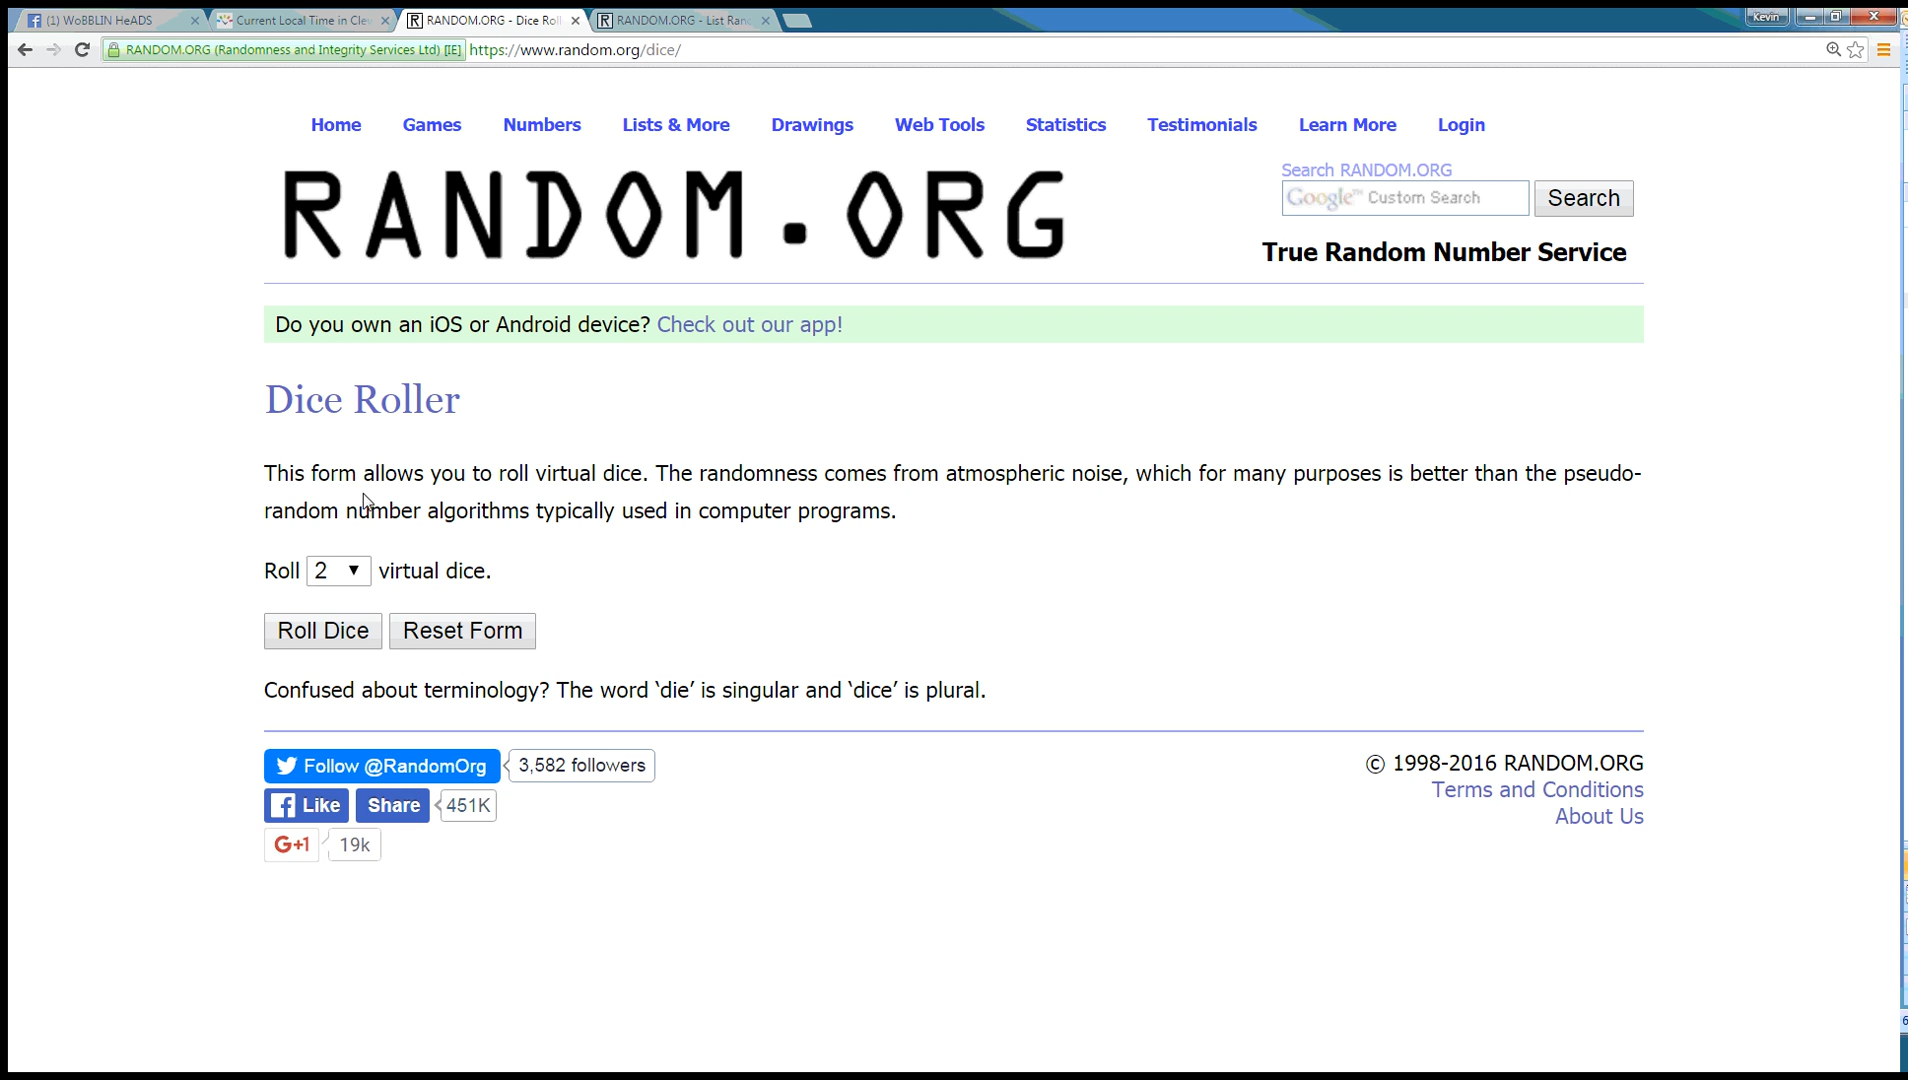 (1) WoBBLIN HeADS
Current Local Time in Clev
RANDOM.ORG - Dice Roll
RANDOM.ORG - List Rand
Kevin
RANDOM.ORG (Randomness and Integrity Services Ltd) [IE] https://www.random.org/dice/
Home Games Numbers Lists & More Drawings Web Tools Statistics Testimonials Learn More Login
RANDOM.ORG
Search RANDOM.ORG
Google™ Custom Search Search
True Random Number Service
Do you own an iOS or Android device? Check out our app!
Dice Roller
This form allows you to roll virtual dice. The randomness comes from atmospheric noise, which for many purposes is better than the pseudo-
random number algorithms typically used in computer programs.
Roll 2 virtual dice.
Roll Dice Reset Form
Confused about terminology? The word ‘die’ is singular and ‘dice’ is plural.
Follow @RandomOrg 3,582 followers
Like Share 451K
G+1 19k
© 1998-2016 RANDOM.ORG
Terms and Conditions
About Us